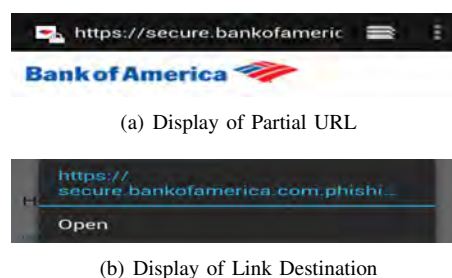 https://secure.bankofameric
Bank of America
(a) Display of Partial URL
https://
secure.bankofamerica.com.phishi...
H
Open
(b) Display of Link Destination